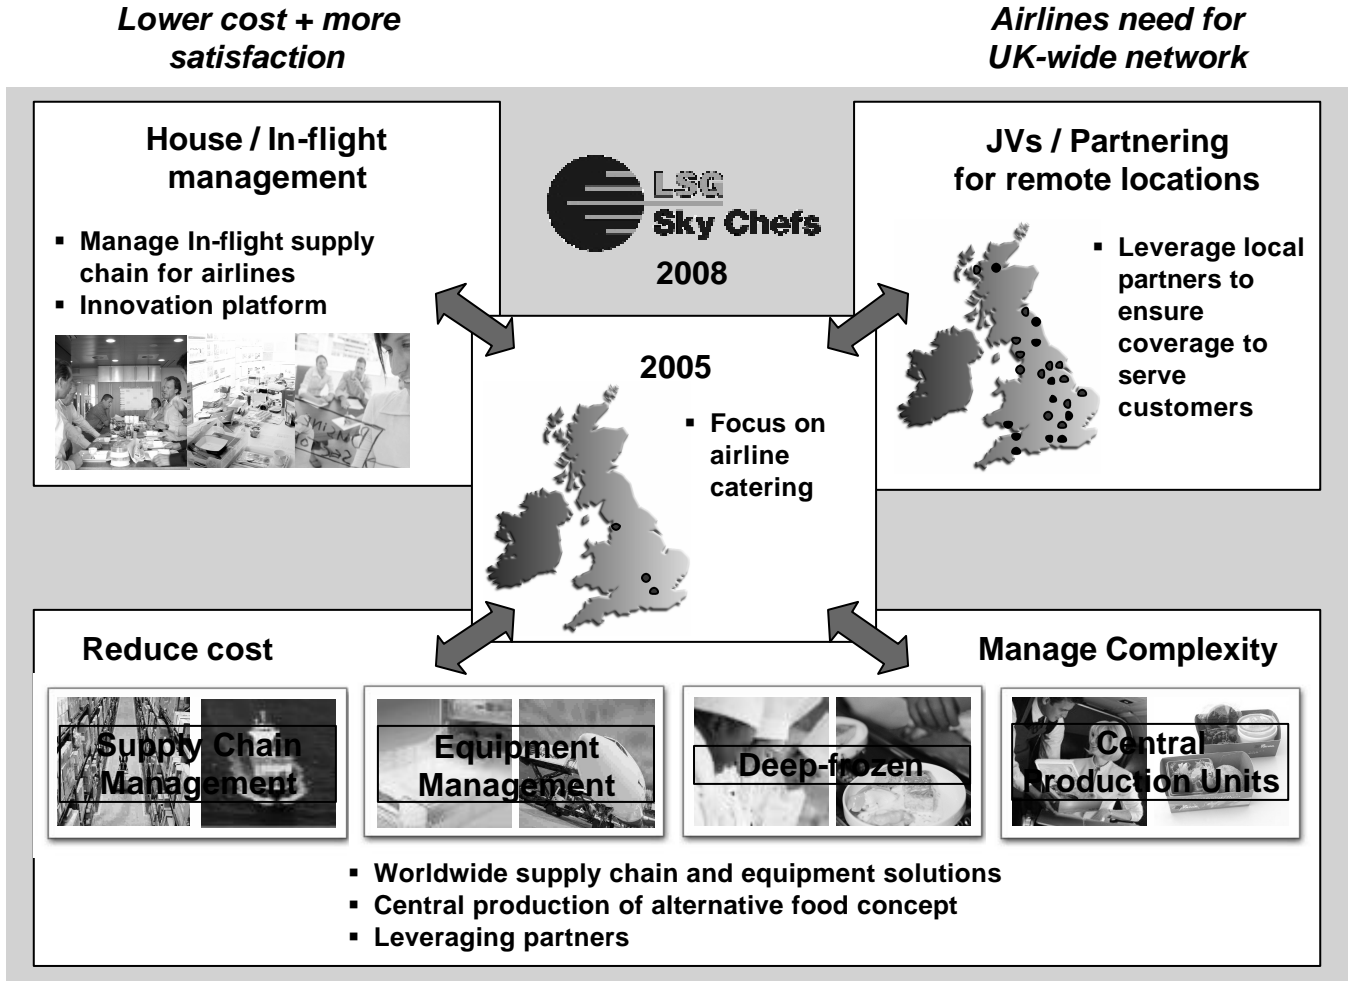 Lower cost + more
satisfaction
Airlines need for
UK-wide network
House / In-flight
management
▪ Manage In-flight supply
chain for airlines
▪ Innovation platform
LSG
Sky Chefs
2008
JVs / Partnering
for remote locations
▪ Leverage local
partners to
ensure
coverage to
serve
customers
2005
▪ Focus on
airline
catering
Reduce cost
Manage Complexity
Supply Chain
Management
Equipment
Management
Deep-frozen
Central
Production Units
▪ Worldwide supply chain and equipment solutions
▪ Central production of alternative food concept
▪ Leveraging partners